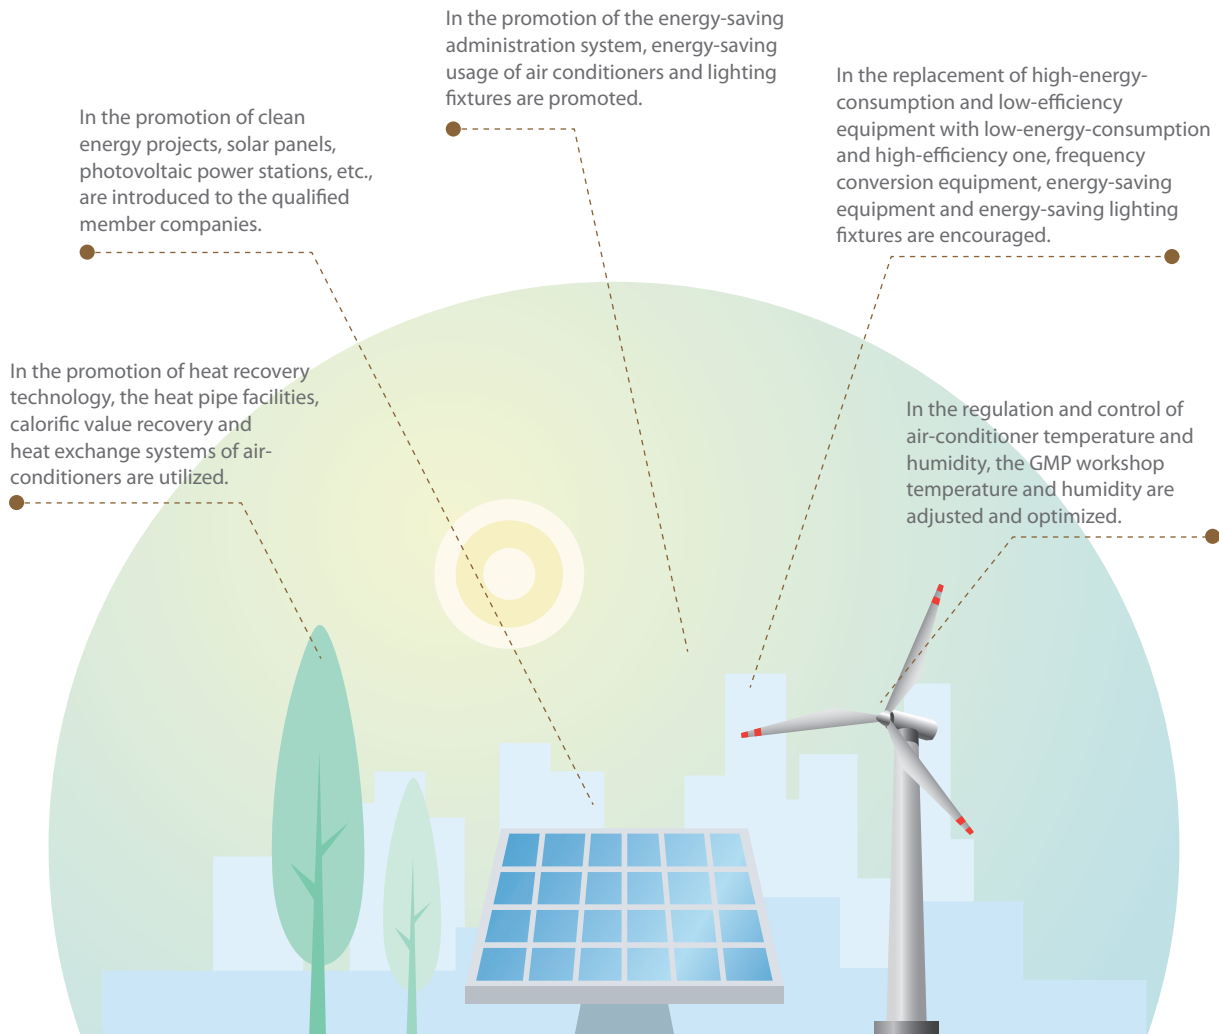 In the promotion of the energy-saving
administration system, energy-saving
usage of air conditioners and lighting
fixtures are promoted.
In the replacement of high-energy-
consumption and low-efficiency
equipment with low-energy-consumption
and high-efficiency one, frequency
conversion equipment, energy-saving
equipment and energy-saving lighting
fixtures are encouraged.
In the promotion of clean
energy projects, solar panels,
photovoltaic power stations, etc.,
are introduced to the qualified
member companies.
In the promotion of heat recovery
technology, the heat pipe facilities,
calorific value recovery and
heat exchange systems of air-
conditioners are utilized.
In the regulation and control of
air-conditioner temperature and
humidity, the GMP workshop
temperature and humidity are
adjusted and optimized.